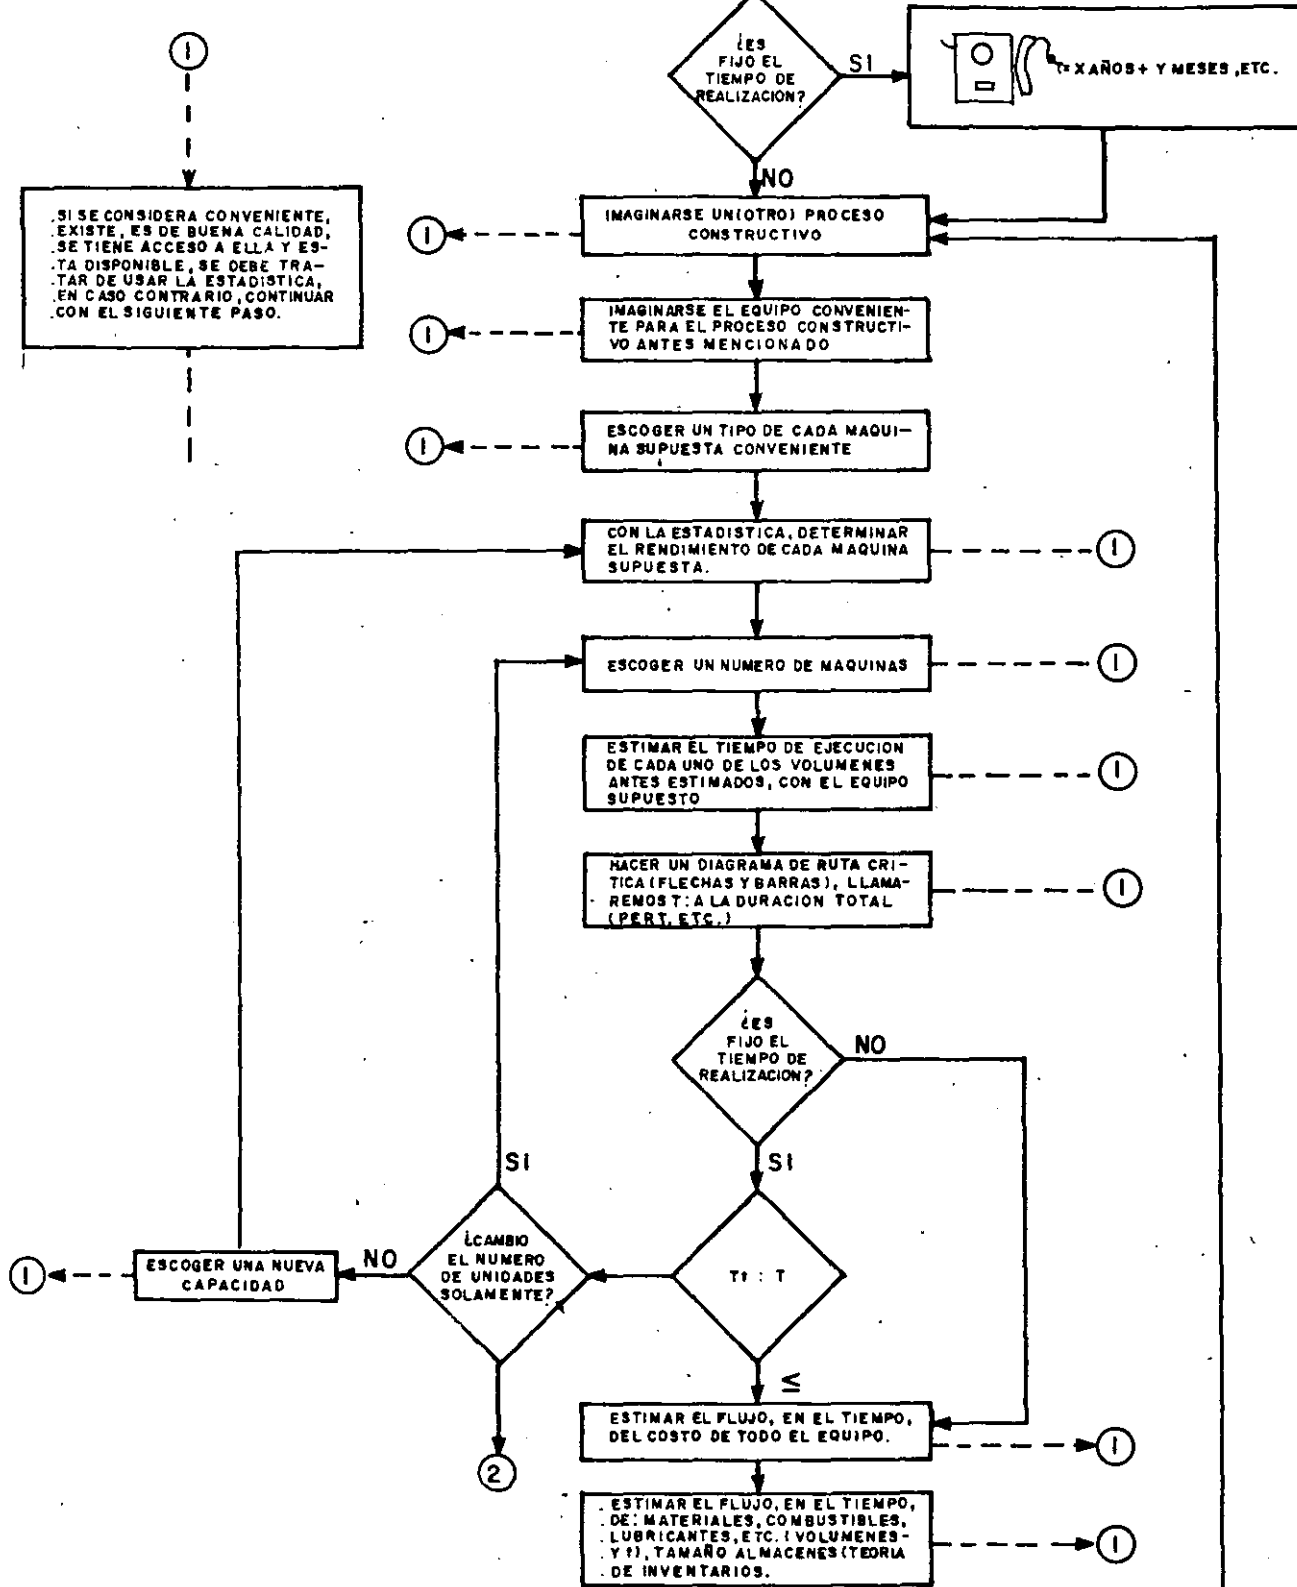 ¿ES
FIJO EL
TIEMPO DE
REALIZACION?
SI
t= X AÑOS + Y MESES ,ETC.
NO
1
.SI SE CONSIDERA CONVENIENTE,
.EXISTE, ES DE BUENA CALIDAD,
.SE TIENE ACCESO A ELLA Y ES-
.TA DISPONIBLE, SE DEBE TRA-
.TAR DE USAR LA ESTADISTICA,
.EN CASO CONTRARIO, CONTINUAR
.CON EL SIGUIENTE PASO.
IMAGINARSE UN(OTRO) PROCESO
CONSTRUCTIVO
1
IMAGINARSE EL EQUIPO CONVENIEN-
TE PARA EL PROCESO CONSTRUCTI-
VO ANTES MENCIONADO
1
ESCOGER UN TIPO DE CADA MAQUI-
NA SUPUESTA CONVENIENTE
1
CON LA ESTADISTICA, DETERMINAR
EL RENDIMIENTO DE CADA MAQUINA
SUPUESTA.
1
ESCOGER UN NUMERO DE MAQUINAS
1
ESTIMAR EL TIEMPO DE EJECUCION
DE CADA UNO DE LOS VOLUMENES
ANTES ESTIMADOS, CON EL EQUIPO
SUPUESTO
1
HACER UN DIAGRAMA DE RUTA CRI-
TICA (FLECHAS Y BARRAS), LLAMA-
REMOS T: A LA DURACION TOTAL
(PERT, ETC.)
1
¿ES
FIJO EL
TIEMPO DE
REALIZACION?
NO
SI
T1 : T
≤
¿CAMBIO
EL NUMERO
DE UNIDADES
SOLAMENTE?
SI
NO
ESCOGER UNA NUEVA
CAPACIDAD
1
2
ESTIMAR EL FLUJO, EN EL TIEMPO,
DEL COSTO DE TODO EL EQUIPO.
1
. ESTIMAR EL FLUJO, EN EL TIEMPO,
. DE: MATERIALES, COMBUSTIBLES,
. LUBRICANTES, ETC. (VOLUMENES-
. Y t), TAMAÑO ALMACENES (TEORIA
DE INVENTARIOS.
1